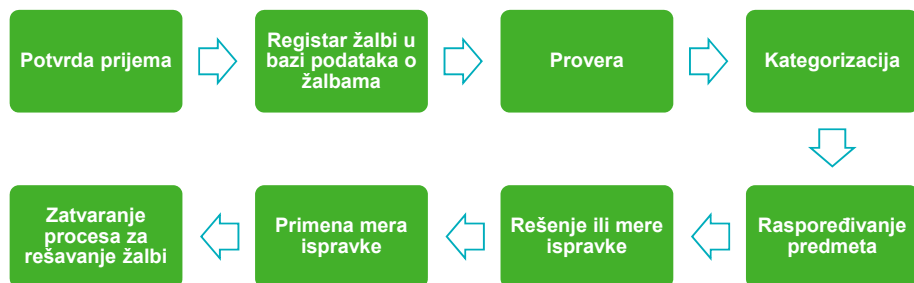 Potvrda prijema
Registar žalbi u
bazi podataka o
žalbama
Provera
Kategorizacija
Raspoređivanje
predmeta
Rešenje ili mere
ispravke
Primena mera
ispravke
Zatvaranje
procesa za
rešavanje žalbi